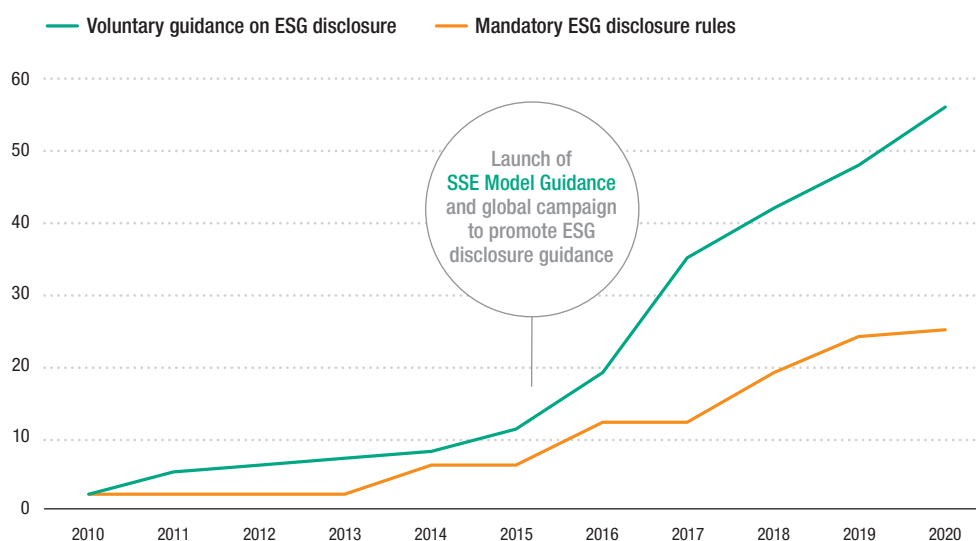 Voluntary guidance on ESG disclosure
Mandatory ESG disclosure rules
60
50
40
30
20
10
0
Launch of
SSE Model Guidance
and global campaign
to promote ESG
disclosure guidance
2010 2011 2012 2013 2014 2015 2016 2017 2018 2019 2020